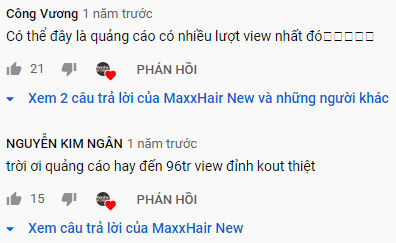 Công Vương 1 năm trước
Có thể đây là quảng cáo có nhiều lượt view nhất đó
21 PHẢN HỒI
Xem 2 câu trả lời của MaxxHair New và những người khác
NGUYỄN KIM NGÂN 1 năm trước
trời ơi quảng cáo hay đến 96tr view đỉnh kout thiệt
15 PHẢN HỒI
Xem câu trả lời của MaxxHair New